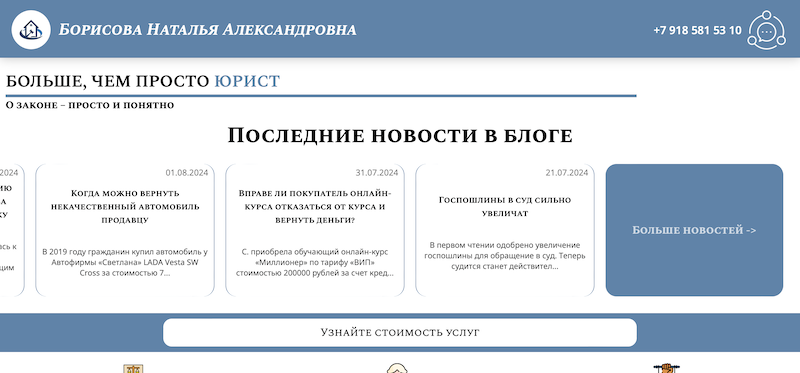 Борисова Наталья Александровна
+7 918 581 53 10
БОЛЬШЕ, ЧЕМ ПРОСТО ЮРИСТ
О законе – просто и понятно
Последние новости в блоге
.2024
01.08.2024
Когда можно вернуть
некачественный автомобиль
продавцу
В 2019 году гражданин купил автомобиль у
Автофирмы «Светлана» LADA Vesta SW
Cross за стоимостью 7...
31.07.2024
Вправе ли покупатель онлайн-
курса отказаться от курса и
вернуть деньги?
С. приобрела обучающий онлайн-курс
«Миллионер» по тарифу «ВИП»
стоимостью 200000 рублей за счет кред...
21.07.2024
Госпошлины в суд сильно
увеличат
В первом чтении одобрено увеличение
госпошлины для обращение в суд. Теперь
судится станет действител...
Больше новостей ->
Узнайте стоимость услуг